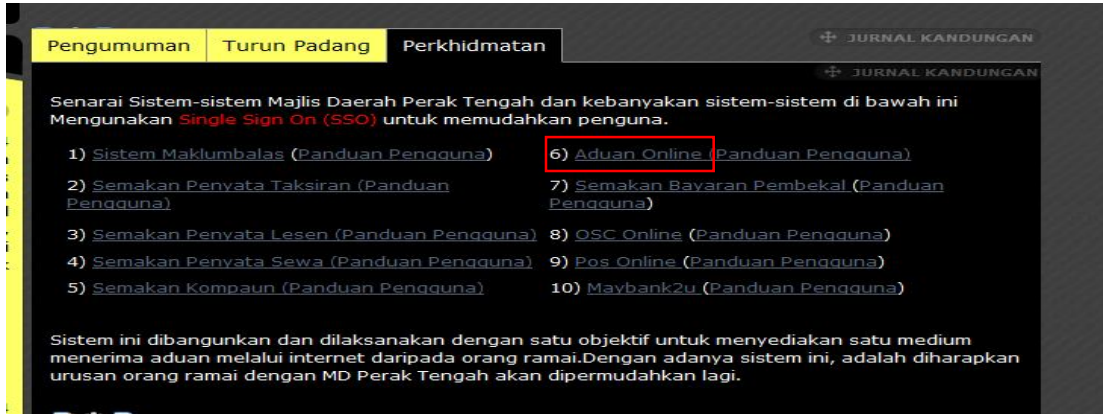 Pengumuman Turun Padang Perkhidmatan
JURNAL KANDUNGAN
JURNAL KANDUNGAN
Senarai Sistem-sistem Majlis Daerah Perak Tengah dan kebanyakan sistem-sistem di bawah ini
Mengunakan Single Sign On (SSO) untuk memudahkan penguna.
1) Sistem Maklumbalas (Panduan Pengguna)
2) Semakan Penyata Taksiran (Panduan
Pengguna)
3) Semakan Penyata Lesen (Panduan Pengguna)
4) Semakan Penyata Sewa (Panduan Pengguna)
5) Semakan Kompaun (Panduan Pengguna)
6) Aduan Online (Panduan Pengguna)
7) Semakan Bayaran Pembekal (Panduan
Pengguna)
8) OSC Online (Panduan Pengguna)
9) Pos Online (Panduan Pengguna)
10) Maybank2u (Panduan Pengguna)
Sistem ini dibangunkan dan dilaksanakan dengan satu objektif untuk menyediakan satu medium
menerima aduan melalui internet daripada orang ramai.Dengan adanya sistem ini, adalah diharapkan
urusan orang ramai dengan MD Perak Tengah akan dipermudahkan lagi.